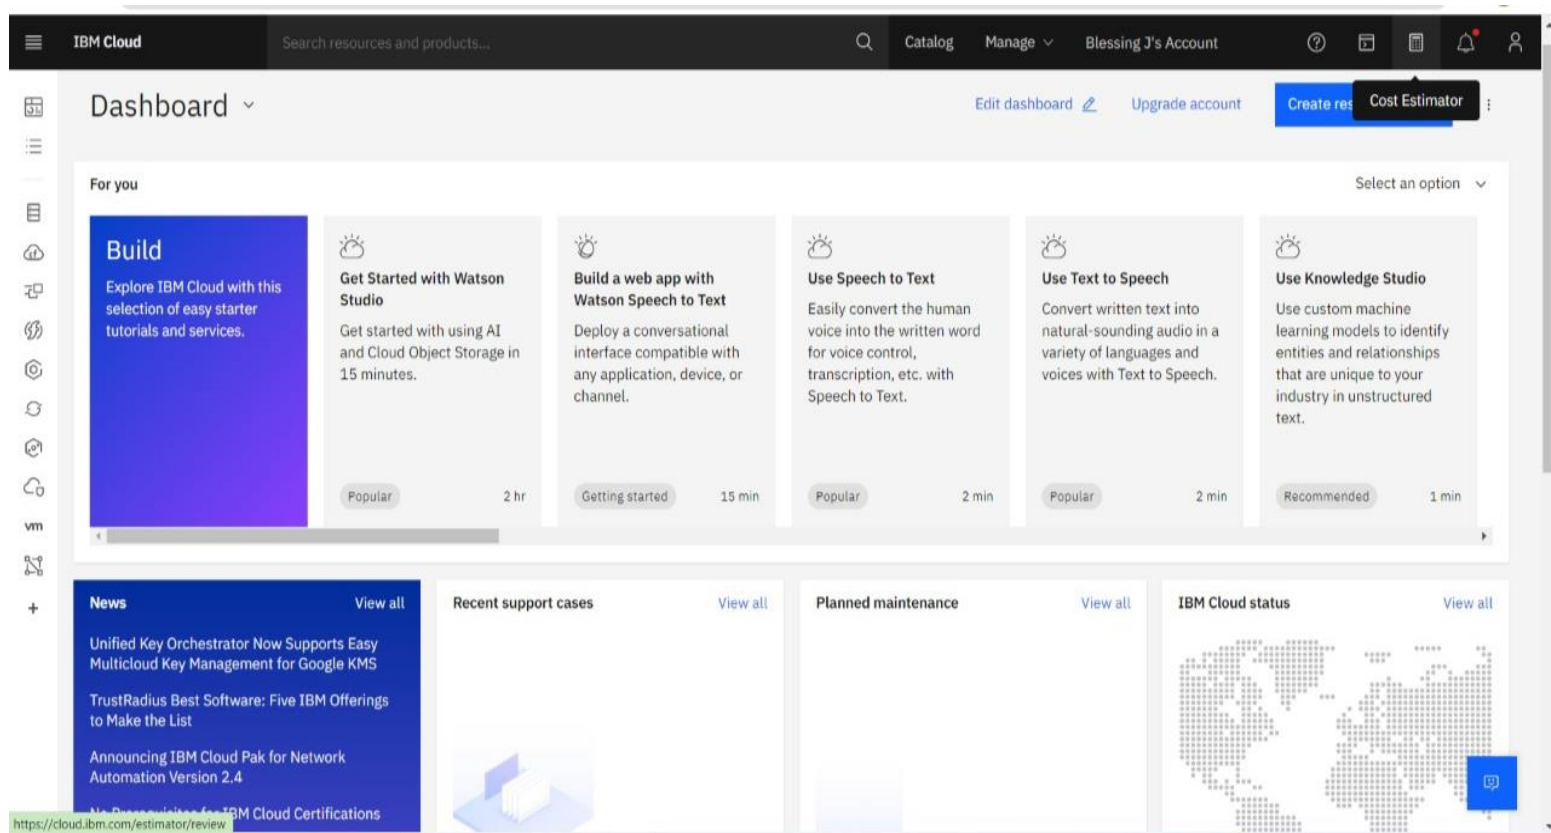 IBM Cloud
Search resources and products...
Catalog
Manage
Blessing J's Account
Dashboard
Edit dashboard
Upgrade account
Create res
Cost Estimator
For you
Select an option
Build
Explore IBM Cloud with this
selection of easy starter
tutorials and services.
Get Started with Watson
Studio
Get started with using AI
and Cloud Object Storage in
15 minutes.
Popular
2 hr
Build a web app with
Watson Speech to Text
Deploy a conversational
interface compatible with
any application, device, or
channel.
Getting started
15 min
Use Speech to Text
Easily convert the human
voice into the written word
for voice control,
transcription, etc. with
Speech to Text.
Popular
2 min
Use Text to Speech
Convert written text into
natural-sounding audio in a
variety of languages and
voices with Text to Speech.
Popular
2 min
Use Knowledge Studio
Use custom machine
learning models to identify
entities and relationships
that are unique to your
industry in unstructured
text.
Recommended
1 min
vm
News
View all
Unified Key Orchestrator Now Supports Easy
Multicloud Key Management for Google KMS
TrustRadius Best Software: Five IBM Offerings
to Make the List
Announcing IBM Cloud Pak for Network
Automation Version 2.4
No Prerequisites for IBM Cloud Certifications
Recent support cases
View all
Planned maintenance
View all
IBM Cloud status
View all
https://cloud.ibm.com/estimator/review